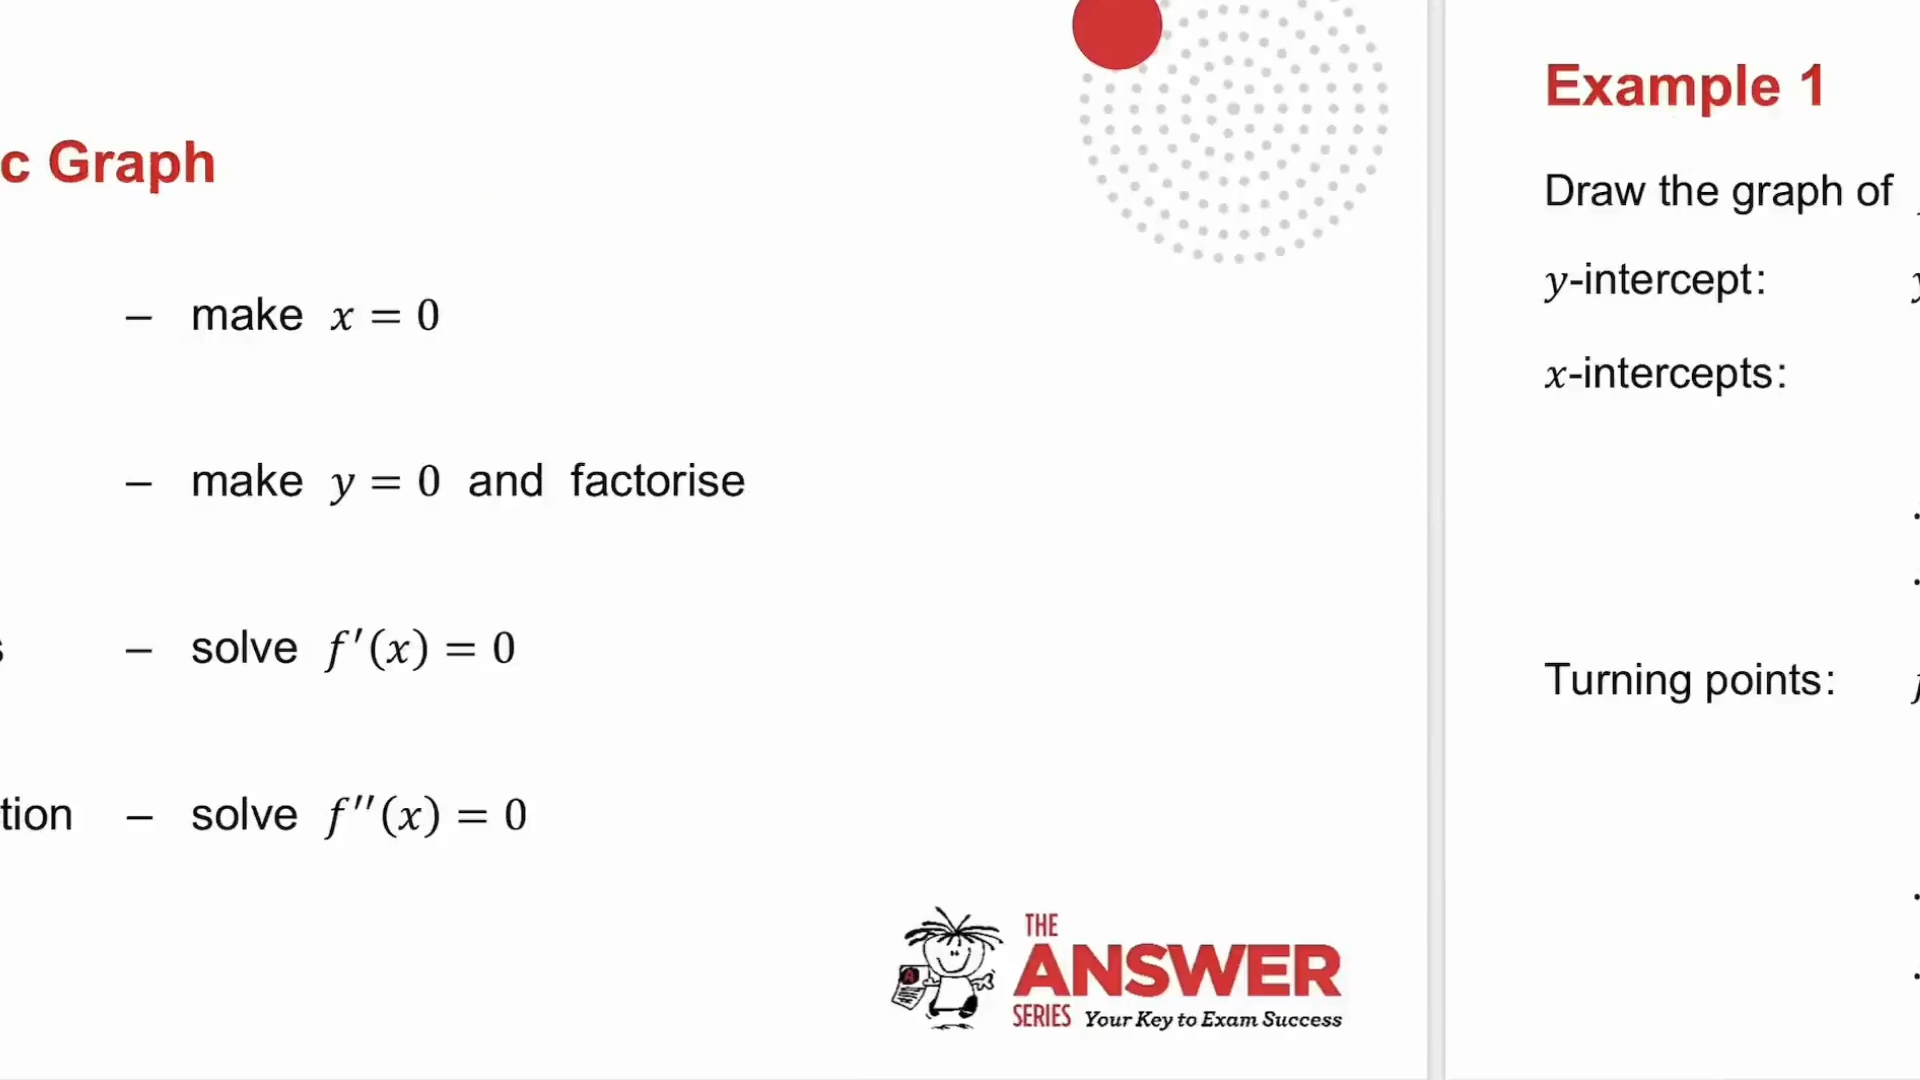 c Graph
– make x = 0
– make y = 0 and factorise
– solve f′(x) = 0
tion – solve f″(x) = 0
THE
ANSWER
SERIES Your Key to Exam Success
Example 1
Draw the graph of
y-intercept:
x-intercepts:
Turning points: